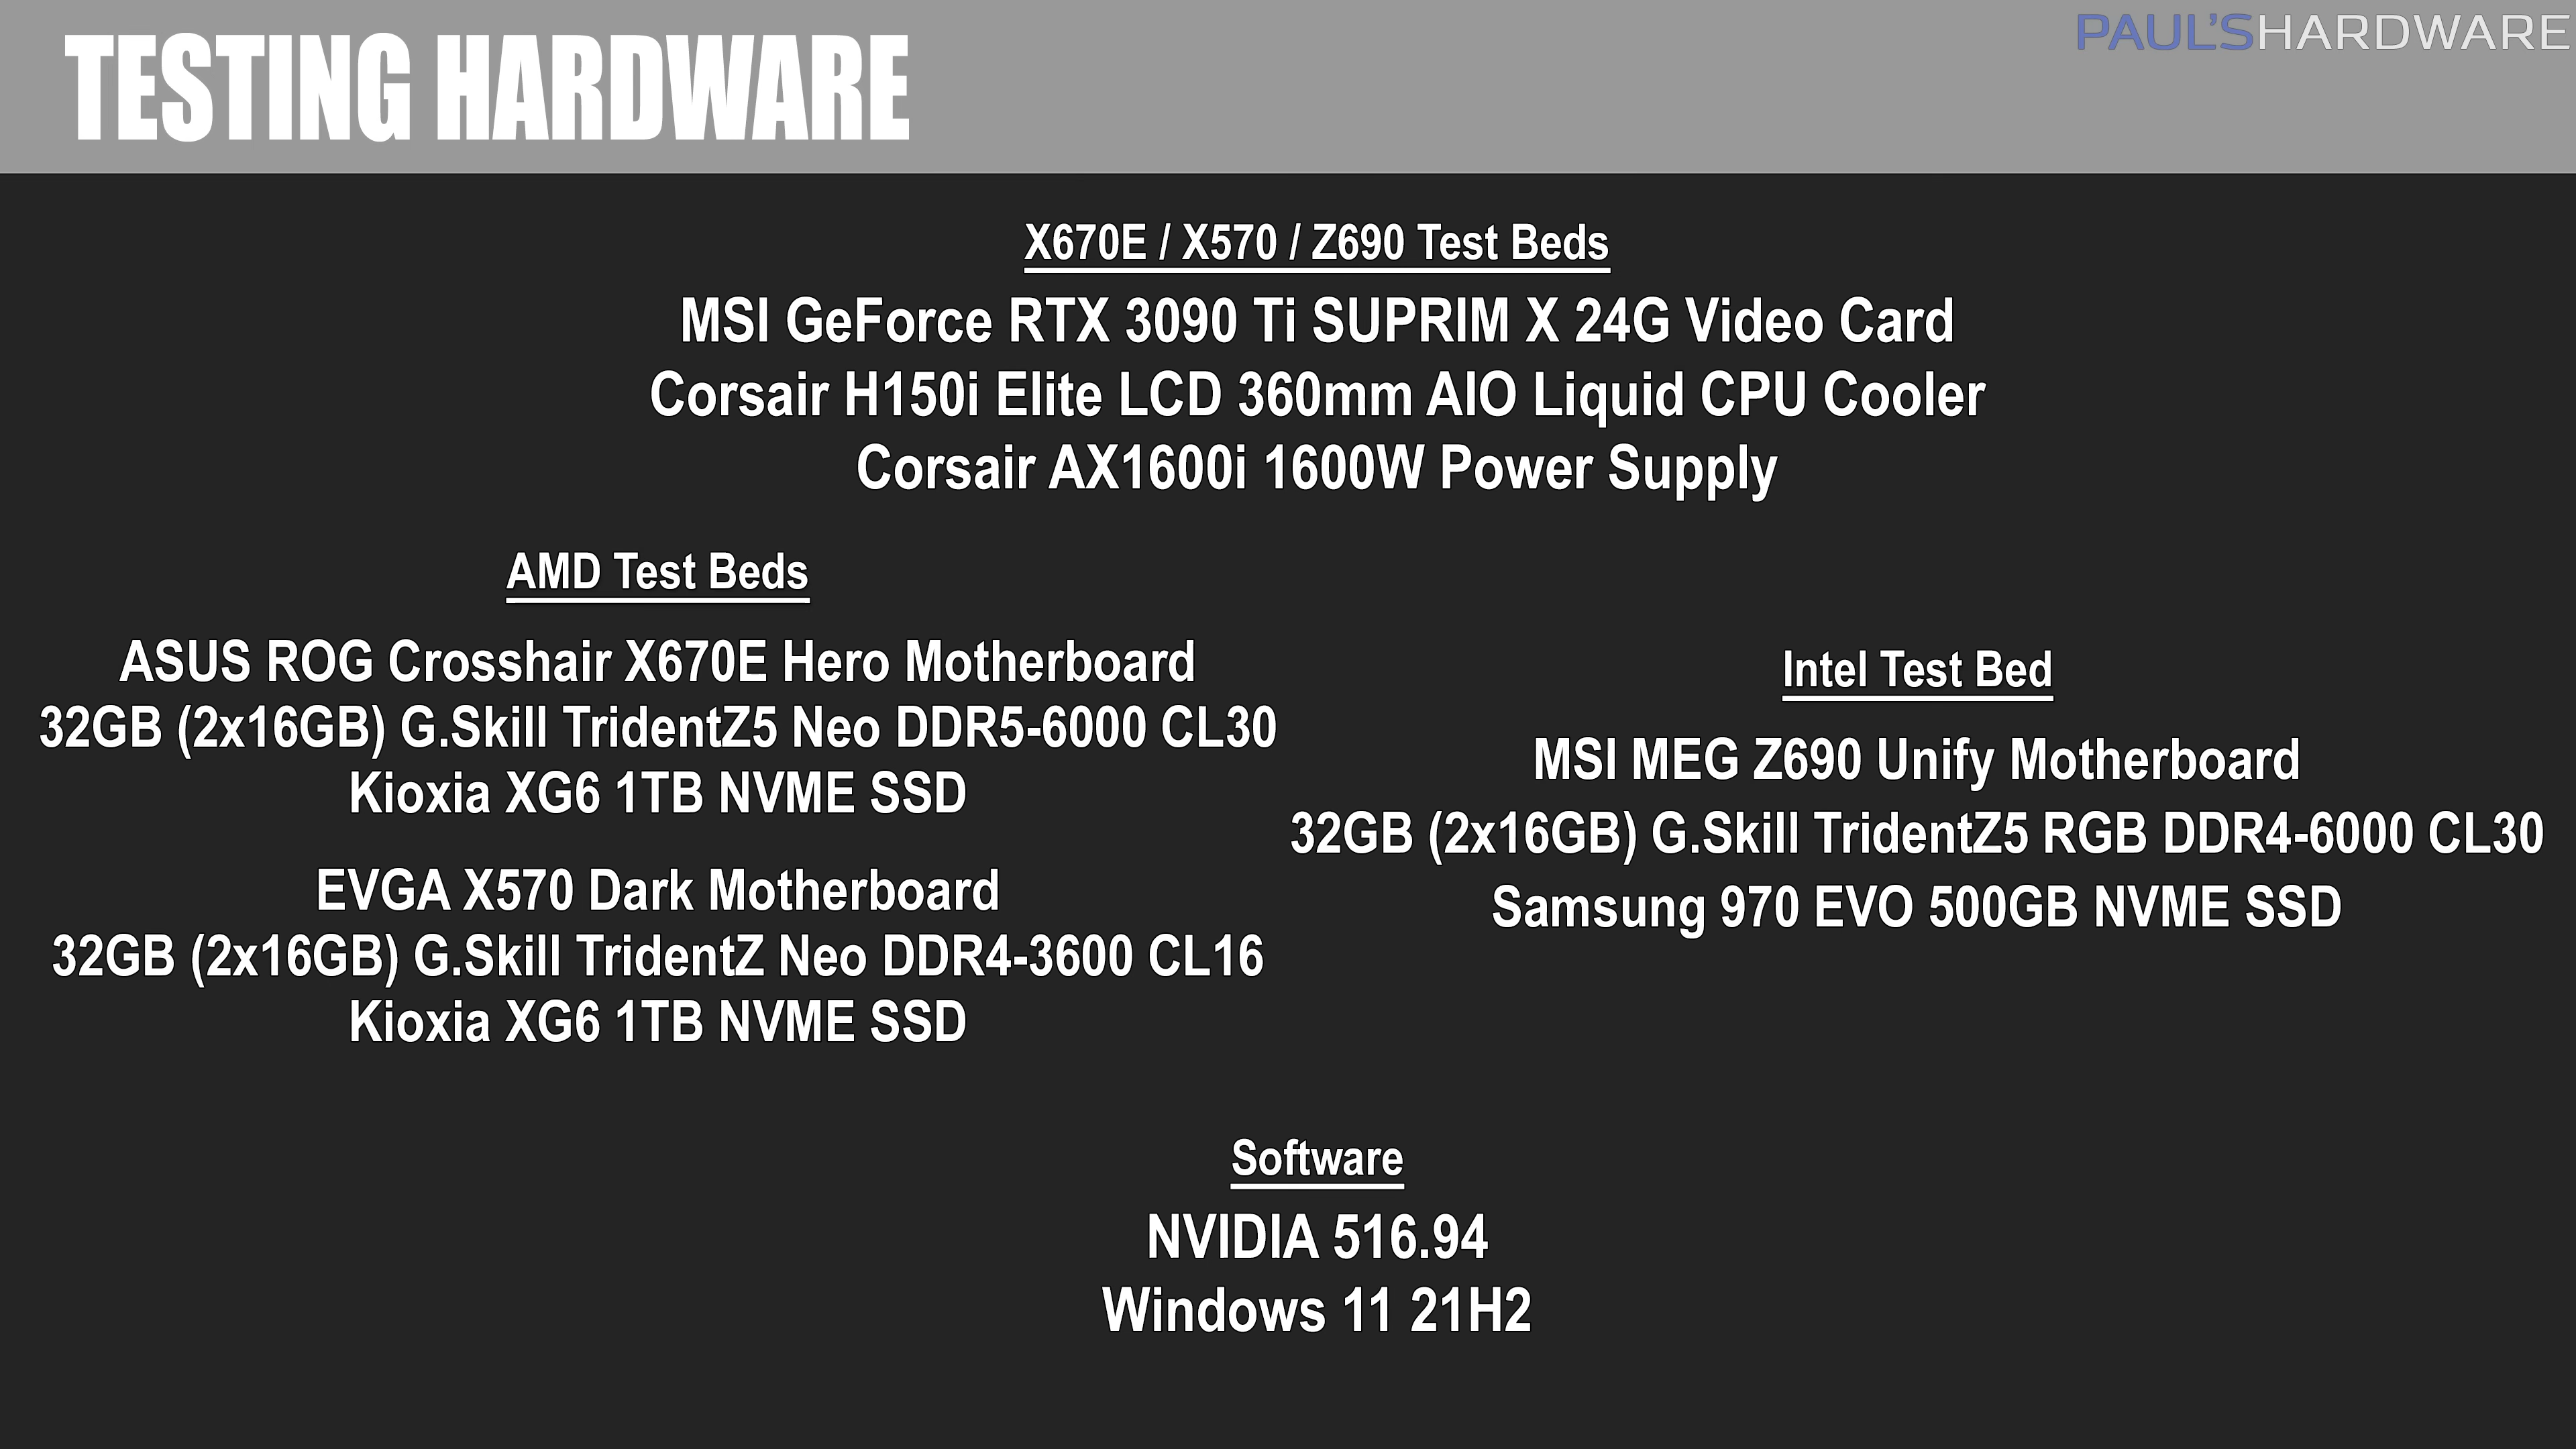 TESTING HARDWARE
PAUL'SHARDWARE
X670E / X570 / Z690 Test Beds
MSI GeForce RTX 3090 Ti SUPRIM X 24G Video Card
Corsair H150i Elite LCD 360mm AIO Liquid CPU Cooler
Corsair AX1600i 1600W Power Supply
AMD Test Beds
ASUS ROG Crosshair X670E Hero Motherboard
32GB (2x16GB) G.Skill TridentZ5 Neo DDR5-6000 CL30
Kioxia XG6 1TB NVME SSD
EVGA X570 Dark Motherboard
32GB (2x16GB) G.Skill TridentZ Neo DDR4-3600 CL16
Kioxia XG6 1TB NVME SSD
Intel Test Bed
MSI MEG Z690 Unify Motherboard
32GB (2x16GB) G.Skill TridentZ5 RGB DDR4-6000 CL30
Samsung 970 EVO 500GB NVME SSD
Software
NVIDIA 516.94
Windows 11 21H2